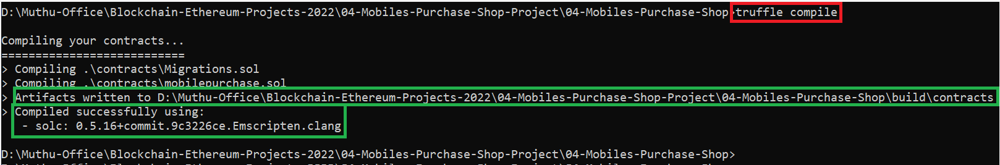 D:\Muthu-Office\Blockchain-Ethereum-Projects-2022\04-Mobiles-Purchase-Shop-Project\04-Mobiles-Purchase-Shop>truffle compile
Compiling your contracts...
===========================
> Compiling .\contracts\Migrations.sol
> Compiling .\contracts\mobilepurchase.sol
> Artifacts written to D:\Muthu-Office\Blockchain-Ethereum-Projects-2022\04-Mobiles-Purchase-Shop-Project\04-Mobiles-Purchase-Shop\build\contracts
> Compiled successfully using:
- solc: 0.5.16+commit.9c3226ce.Emscripten.clang
D:\Muthu-Office\Blockchain-Ethereum-Projects-2022\04-Mobiles-Purchase-Shop-Project\04-Mobiles-Purchase-Shop>